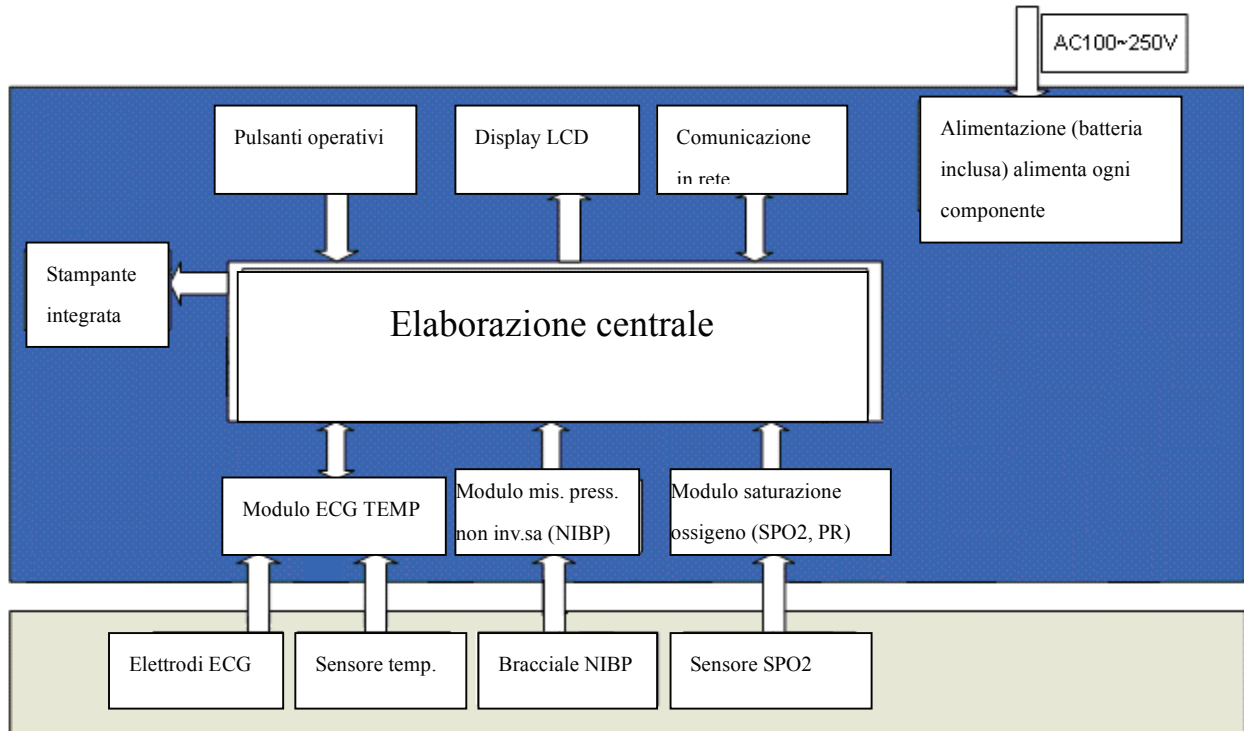 AC100~250V
Pulsanti operativi
Display LCD
Comunicazione
in rete
Alimentazione (batteria
inclusa) alimenta ogni
componente
Stampante
integrata
Elaborazione centrale
Modulo ECG TEMP
Modulo mis. press.
non inv.sa (NIBP)
Modulo saturazione
ossigeno (SPO2, PR)
Elettrodi ECG
Sensore temp.
Bracciale NIBP
Sensore SPO2